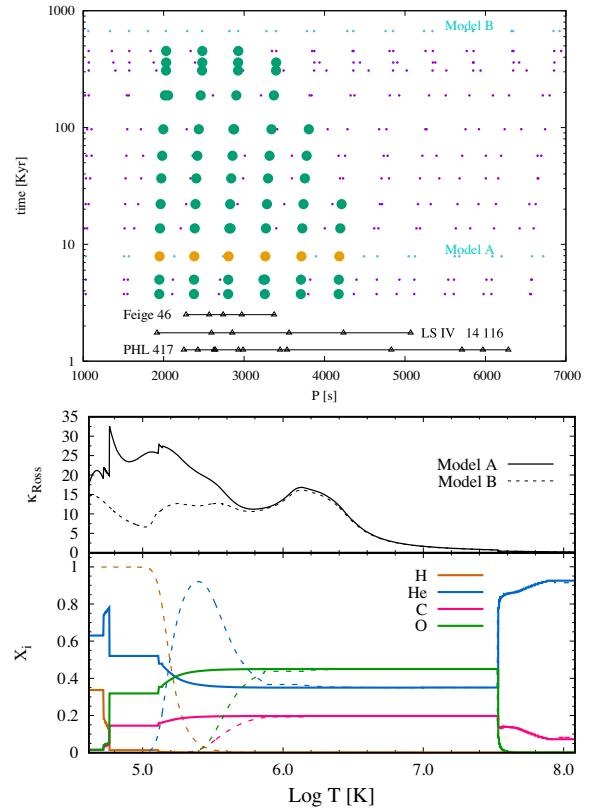 1000
100
10
1
time [Kyr]
Model B
Model A
Feige 46
LS IV 14 116
PHL 417
1000 2000 3000 4000 5000 6000 7000
P [s]
35
30
25
20
15
10
5
0
κRoss
Model A
Model B
1
0.8
0.6
0.4
0.2
0
Xi
H
He
C
O
5.0 6.0 7.0 8.0
Log T [K]